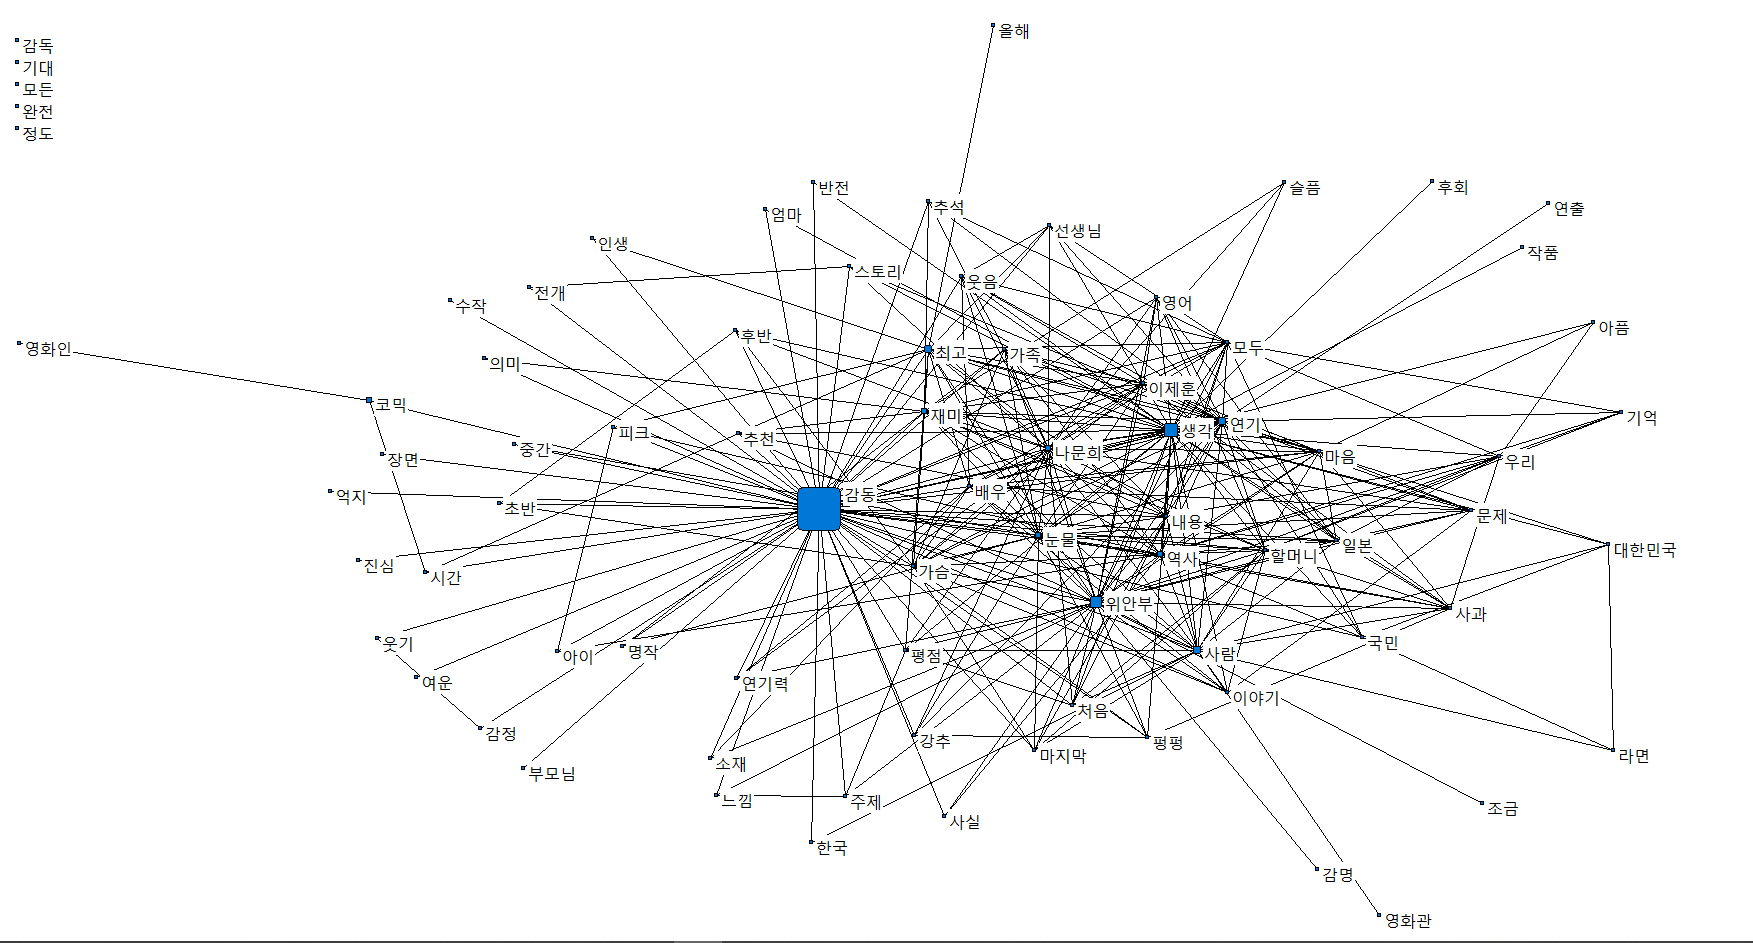 올해
감독
기대
모든
완전
정도
반전
슬픔
후회
엄마
추석
연출
선생님
인생
작품
스토리
웃음
전개
영어
수작
아픔
후반
모두
영화인
최고
가족
의미
이제훈
코믹
재미
기억
연기
생각
피크
추천
중간
나문희
마음
장면
우리
배우
억지
감동
초반
문제
내용
눈물
일본
대한민국
할머니
역사
진심
가슴
시간
위안부
사과
웃기
국민
명작
사람
평점
아이
여운
연기력
이야기
처음
감정
강추
펑펑
마지막
라면
소재
부모님
느낌
주제
조금
사실
한국
감명
영화관